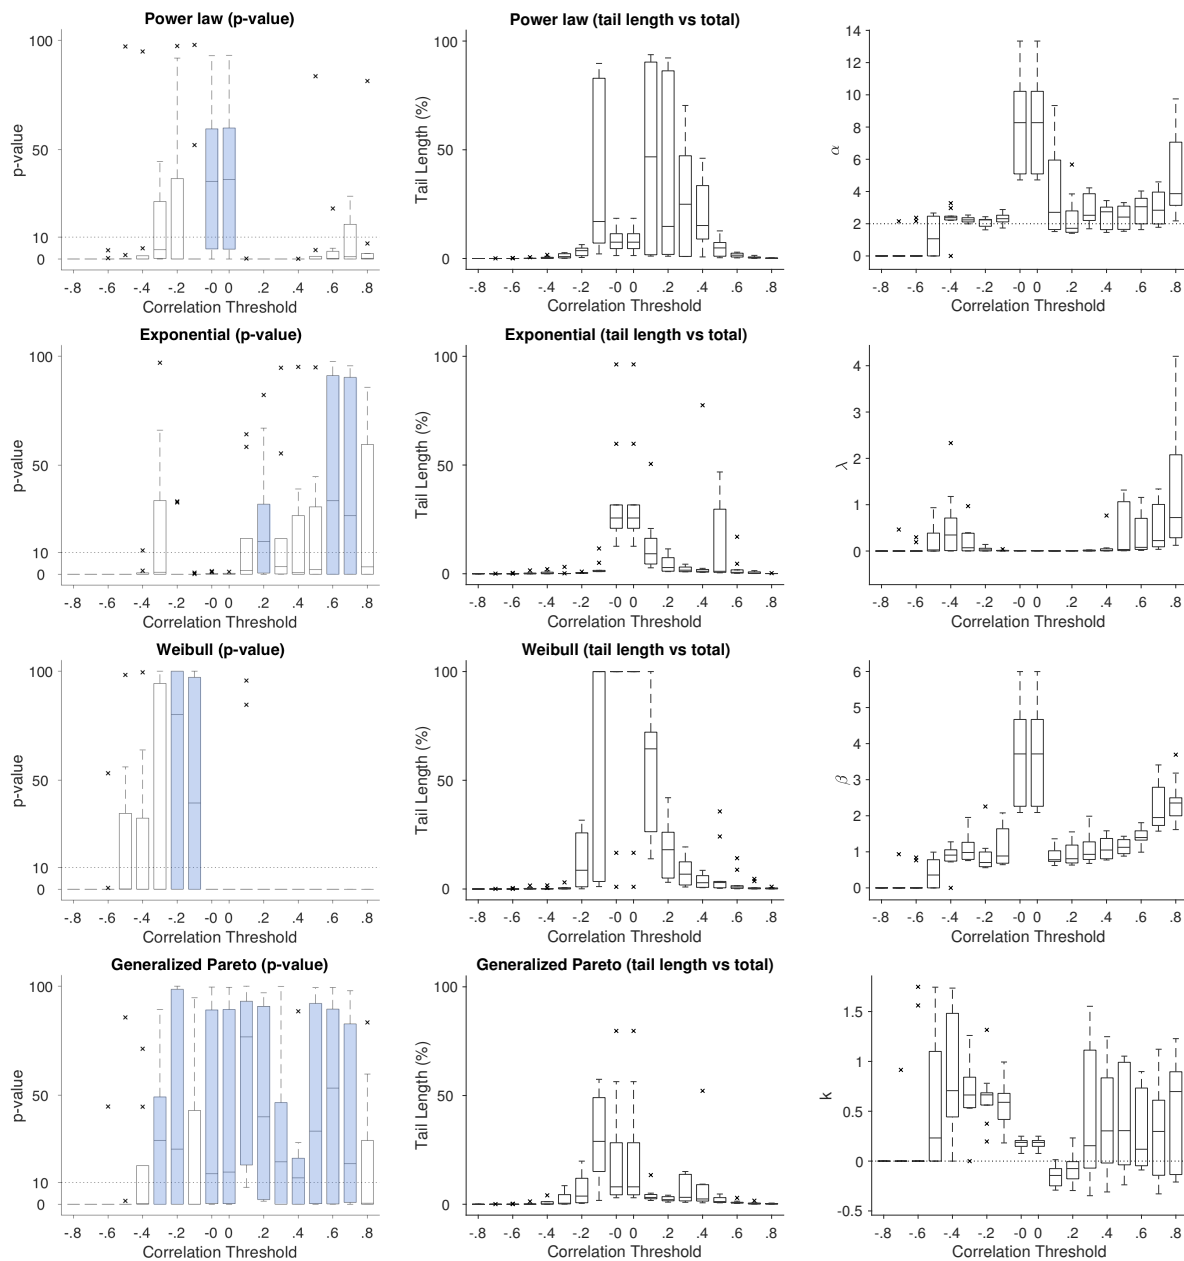 Power law (p-value)
100
50
10
0
p-value
-.8 -.6 -.4 -.2 -0 0 .2 .4 .6 .8
Correlation Threshold
Power law (tail length vs total)
100
50
0
Tail Length (%)
-.8 -.6 -.4 -.2 -0 0 .2 .4 .6 .8
Correlation Threshold
14
12
10
8
6
4
2
0
α
-.8 -.6 -.4 -.2 -0 0 .2 .4 .6 .8
Correlation Threshold
Exponential (p-value)
100
50
10
0
p-value
-.8 -.6 -.4 -.2 -0 0 .2 .4 .6 .8
Correlation Threshold
Exponential (tail length vs total)
100
50
0
Tail Length (%)
-.8 -.6 -.4 -.2 -0 0 .2 .4 .6 .8
Correlation Threshold
4
3
2
1
0
λ
-.8 -.6 -.4 -.2 -0 0 .2 .4 .6 .8
Correlation Threshold
Weibull (p-value)
100
50
10
0
p-value
-.8 -.6 -.4 -.2 -0 0 .2 .4 .6 .8
Correlation Threshold
Weibull (tail length vs total)
100
50
0
Tail Length (%)
-.8 -.6 -.4 -.2 -0 0 .2 .4 .6 .8
Correlation Threshold
6
5
4
3
2
1
0
β
-.8 -.6 -.4 -.2 -0 0 .2 .4 .6 .8
Correlation Threshold
Generalized Pareto (p-value)
100
50
10
0
p-value
-.8 -.6 -.4 -.2 -0 0 .2 .4 .6 .8
Correlation Threshold
Generalized Pareto (tail length vs total)
100
50
0
Tail Length (%)
-.8 -.6 -.4 -.2 -0 0 .2 .4 .6 .8
Correlation Threshold
1.5
1
0.5
0
-0.5
k
-.8 -.6 -.4 -.2 -0 0 .2 .4 .6 .8
Correlation Threshold